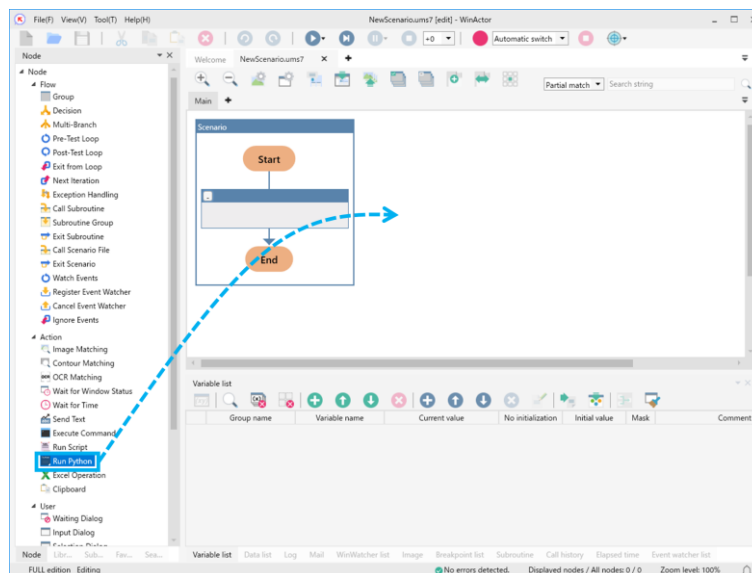 File(F) View(V) Tool(T) Help(H)
NewScenario.ums7 [edit] - WinActor
+0
Automatic switch
Node
Welcome NewScenario.ums7
Node
Flow
Group
Decision
Multi-Branch
Pre-Test Loop
Post-Test Loop
Exit from Loop
Next Iteration
Exception Handling
Call Subroutine
Subroutine Group
Exit Subroutine
Call Scenario File
Exit Scenario
Watch Events
Register Event Watcher
Cancel Event Watcher
Ignore Events
Action
Image Matching
Contour Matching
OCR Matching
Wait for Window Status
Wait for Time
Send Text
Execute Command
Run Script
Run Python
Excel Operation
Clipboard
User
Waiting Dialog
Input Dialog
Node Libr... Sub... Fav... Sea...
Partial match Search string
Main
Scenario
Start
End
Variable list
Group name Variable name Current value No initialization Initial value Mask Comment
Variable list Data list Log Mail WinWatcher list Image Breakpoint list Subroutine Call history Elapsed time Event watcher list
FULL edition Editing
No errors detected. Displayed nodes / All nodes: 0 / 0 Zoom level: 100%